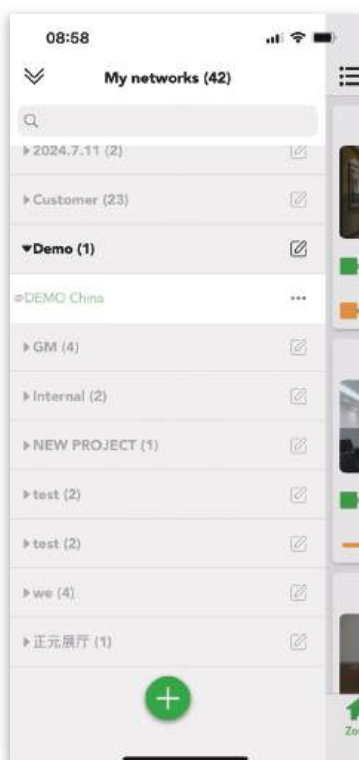 08:58
My networks (42)
2024.7.11 (2)
Customer (23)
Demo (1)
DEMO China
GM (4)
Internal (2)
NEW PROJECT (1)
test (2)
test (2)
we (4)
正元展厅 (1)